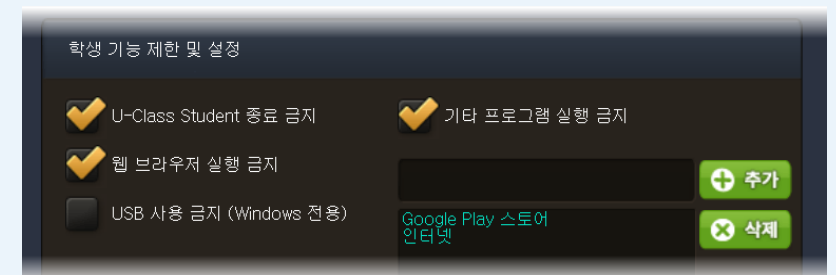 학생 기능 제한 및 설정
U-Class Student 종료 금지
기타 프로그램 실행 금지
웹 브라우저 실행 금지
추가
USB 사용 금지 (Windows 전용)
Google Play 스토어
인터넷
삭제